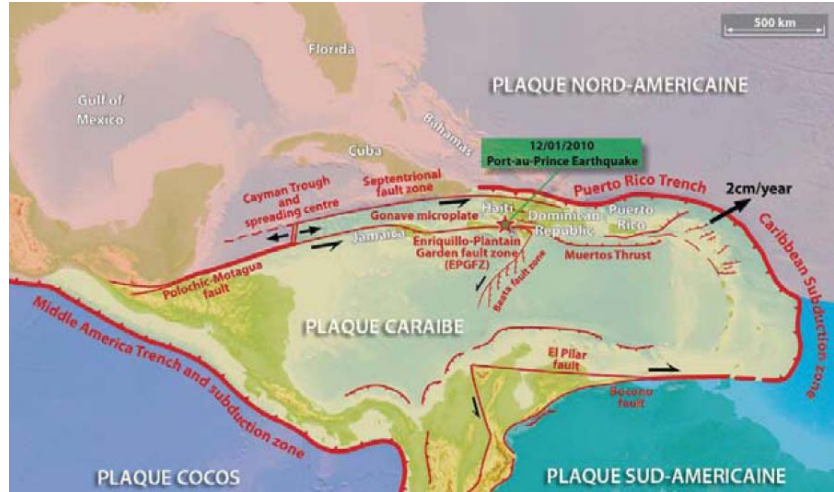 500 km
Florida
PLAQUE NORD-AMERICAINE
Gulf of
Mexico
Bahamas
12/01/2010
Port-au-Prince Earthquake
Cuba
Cayman Trough
and
spreading centre
Septentrional
fault zone
Puerto Rico Trench
2cm/year
Gonave microplate
Haiti
Dominican
Republic
Puerto
Rico
Jamaica
Enriquillo-Plantain
Garden fault zone
(EPGFZ)
Muertos Thrust
Caribbean Subduction zone
Polochic-Motagua
fault
Beata fault zone
PLAQUE CARAIBE
Middle America Trench and subduction zone
El Pilar
fault
Bocono
fault
PLAQUE COCOS
PLAQUE SUD-AMERICAINE